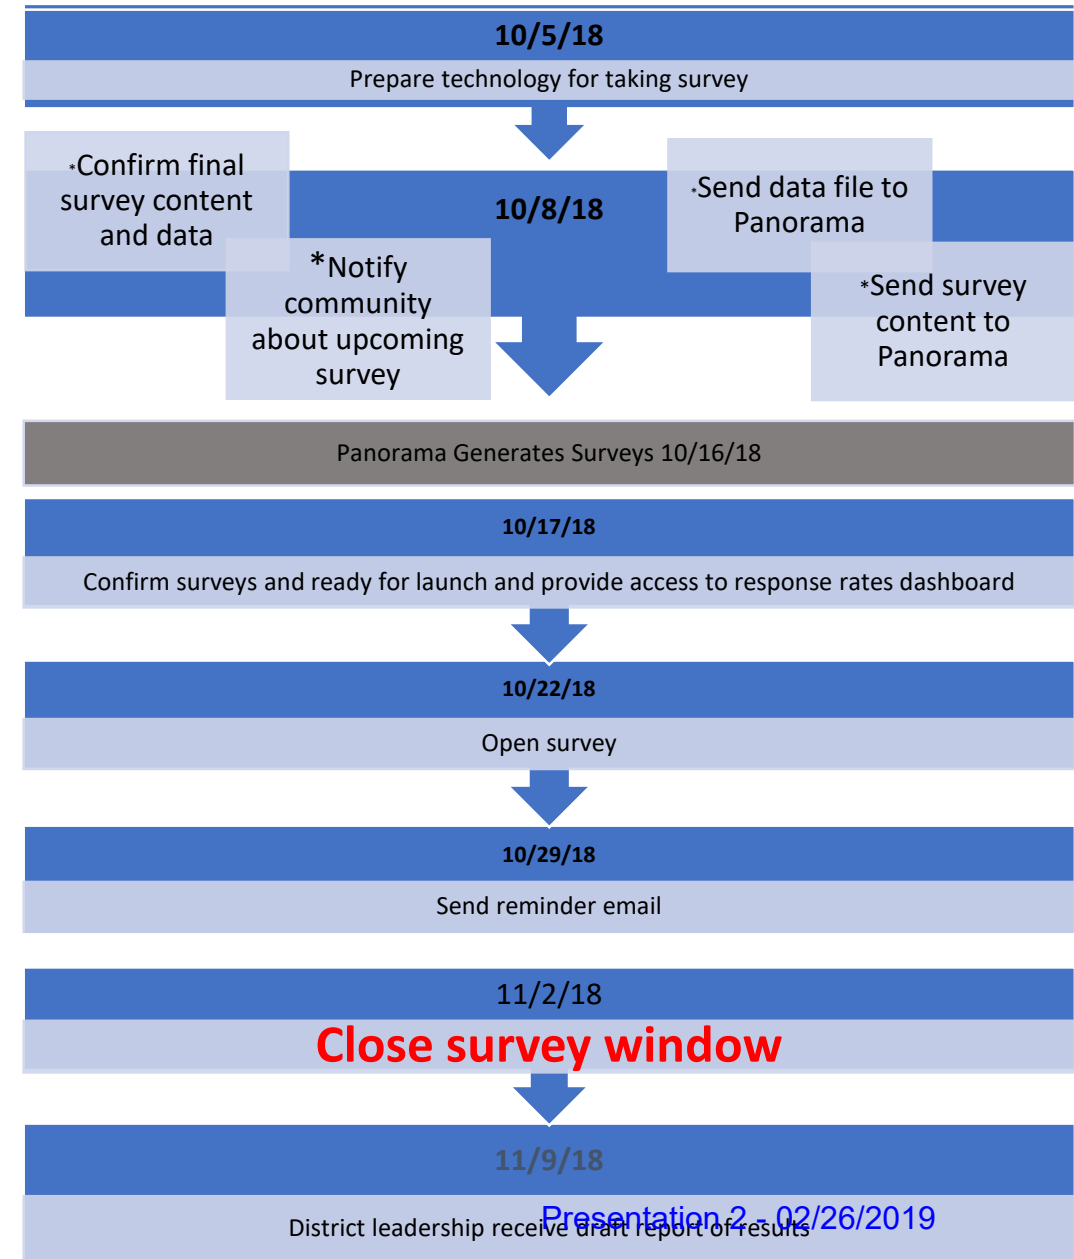 10/5/18
Prepare technology for taking survey
*Confirm final
survey content
and data
10/8/18
*Send data file to
Panorama
*Notify
community
about upcoming
survey
*Send survey
content to
Panorama
Panorama Generates Surveys 10/16/18
10/17/18
Confirm surveys and ready for launch and provide access to response rates dashboard
10/22/18
Open survey
10/29/18
Send reminder email
11/2/18
Close survey window
11/9/18
District leadership receive draft report of results
Presentation 2 - 02/26/2019